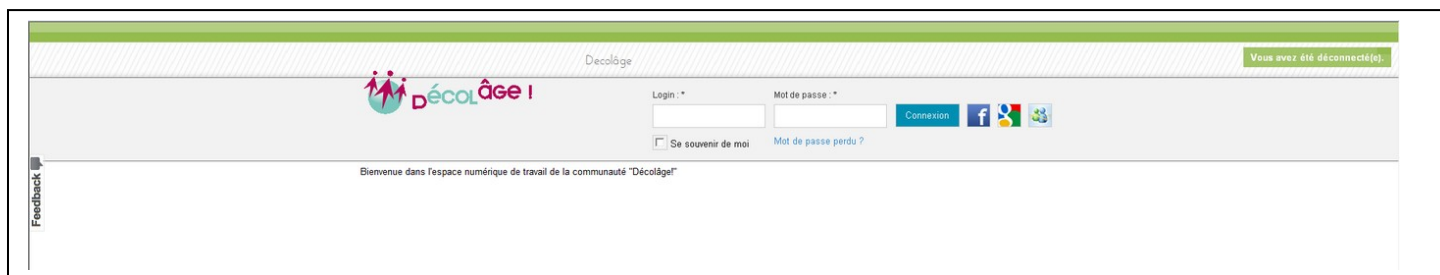 Decolâge
Vous avez été déconnecté(e).
DÉCOLÂGE !
Login : *
Mot de passe : *
Connexion
Se souvenir de moi
Mot de passe perdu ?
Bienvenue dans l'espace numérique de travail de la communauté "Décolâge!"
Feedback